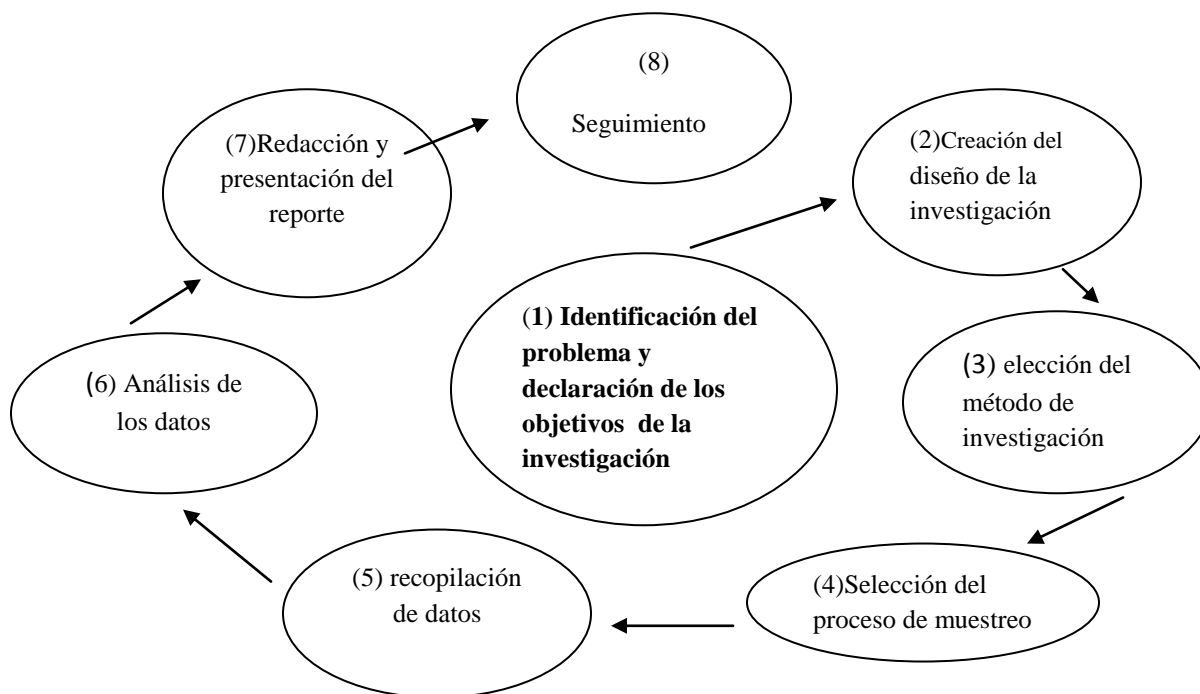 (8)
Seguimiento
(7)Redacción y
presentación del
reporte
(2)Creación del
diseño de la
investigación
(1) Identificación del
problema y
declaración de los
objetivos de la
investigación
(3) elección del
método de
investigación
(6) Análisis de
los datos
(5) recopilación
de datos
(4)Selección del
proceso de muestreo